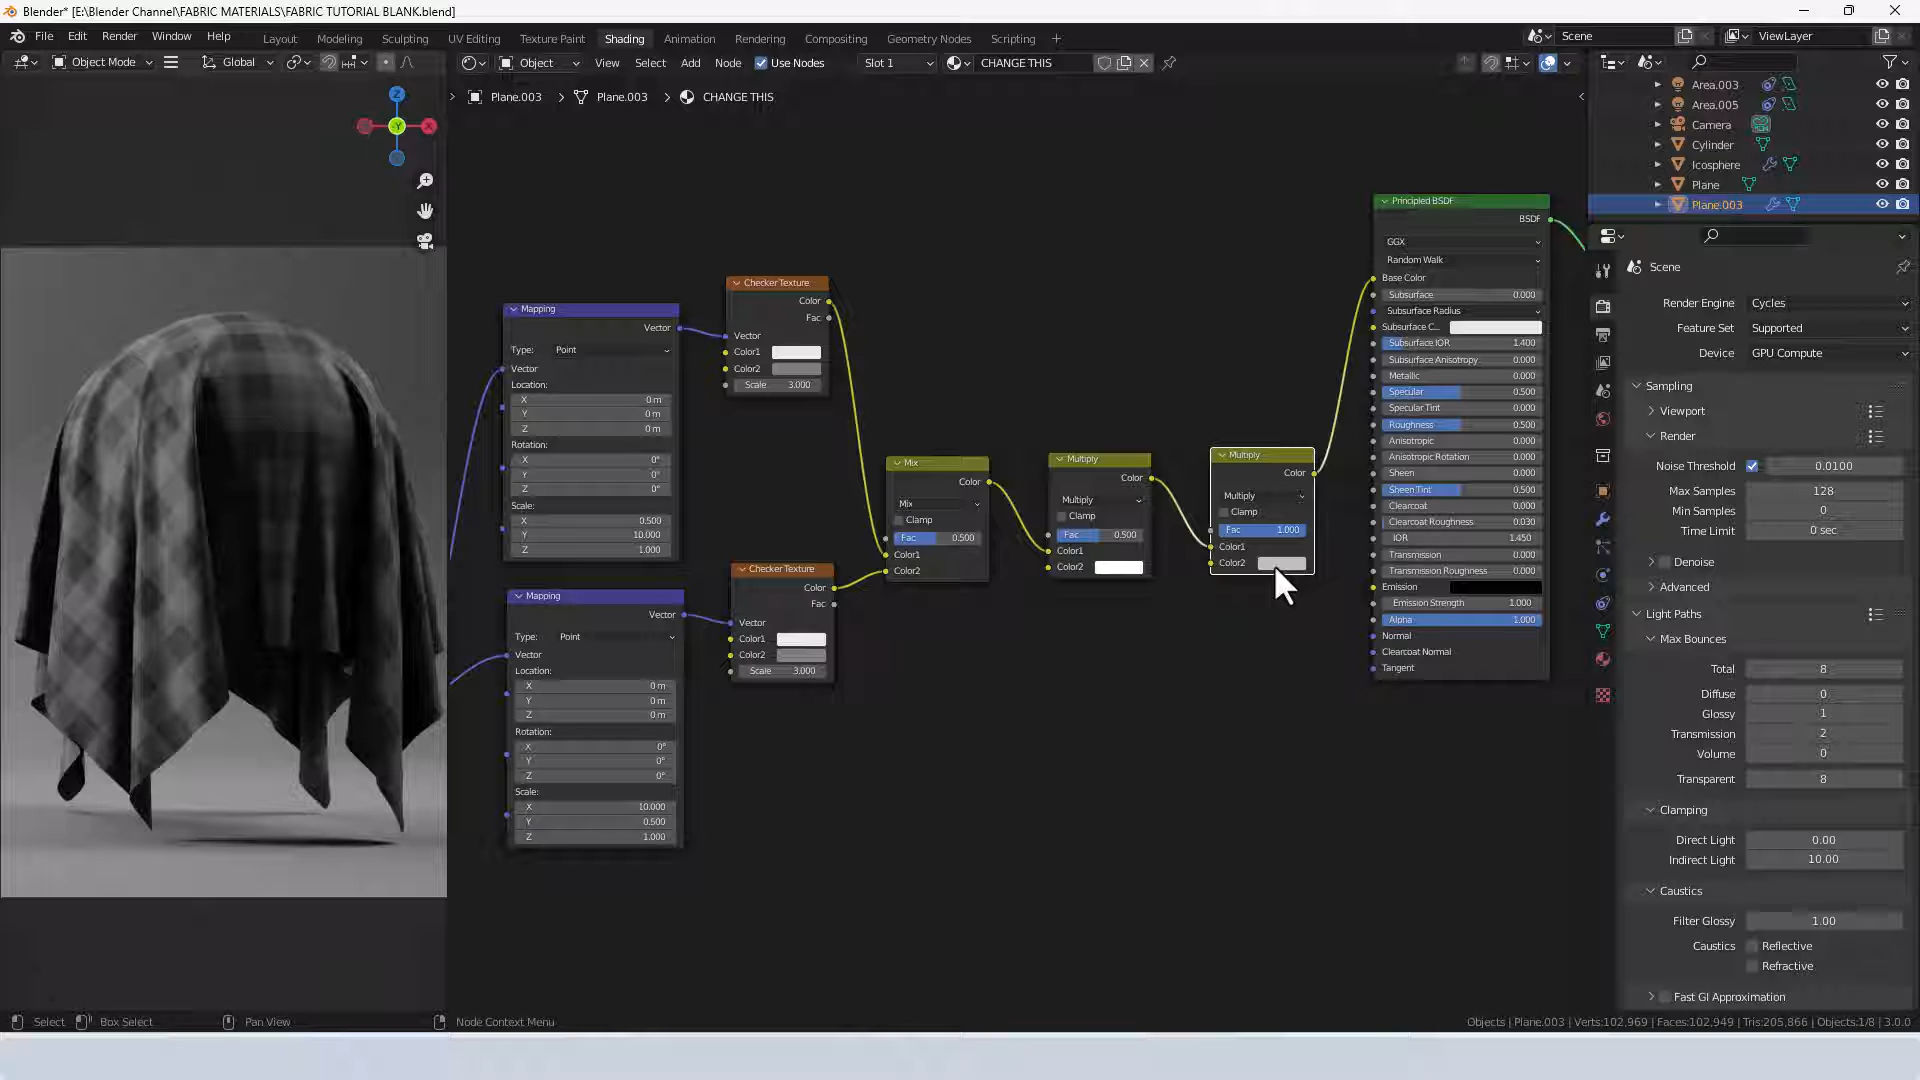 Blender* [E:\Blender Channel\FABRIC MATERIALS\FABRIC TUTORIAL BLANK.blend]
File Edit Render Window Help
Layout Modeling Sculpting UV Editing Texture Paint Shading Animation Rendering Compositing Geometry Nodes Scripting +
Scene
ViewLayer
Object Mode
Global
Object View Select Add Node Use Nodes
Slot 1
CHANGE THIS
Plane.003 > Plane.003 > CHANGE THIS
Z
-Y
X
Mapping
Vector
Type: Point
Vector
Location:
X 0 m
Y 0 m
Z 0 m
Rotation:
X 0°
Y 0°
Z 0°
Scale:
X 0.500
Y 10.000
Z 1.000
Checker Texture
Color
Fac
Vector
Color1
Color2
Scale 3.000
Mapping
Vector
Type: Point
Vector
Location:
X 0 m
Y 0 m
Z 0 m
Rotation:
X 0°
Y 0°
Z 0°
Scale:
X 10.000
Y 0.500
Z 1.000
Checker Texture
Color
Fac
Vector
Color1
Color2
Scale 3.000
Mix
Color
Mix
Clamp
Fac 0.500
Color1
Color2
Multiply
Color
Multiply
Clamp
Fac 0.500
Color1
Color2
Multiply
Color
Multiply
Clamp
Fac 1.000
Color1
Color2
Principled BSDF
BSDF
GGX
Random Walk
Base Color
Subsurface 0.000
Subsurface Radius
Subsurface C...
Subsurface IOR 1.400
Subsurface Anisotropy 0.000
Metallic 0.000
Specular 0.500
Specular Tint 0.000
Roughness 0.500
Anisotropic 0.000
Anisotropic Rotation 0.000
Sheen 0.000
Sheen Tint 0.500
Clearcoat 0.000
Clearcoat Roughness 0.030
IOR 1.450
Transmission 0.000
Transmission Roughness 0.000
Emission
Emission Strength 1.000
Alpha 1.000
Normal
Clearcoat Normal
Tangent
Area.003
Area.005
Camera
Cylinder
Icosphere
Plane
Plane.003
Scene
Render Engine Cycles
Feature Set Supported
Device GPU Compute
Sampling
Viewport
Render
Noise Threshold 0.0100
Max Samples 128
Min Samples 0
Time Limit 0 sec
Denoise
Advanced
Light Paths
Max Bounces
Total 8
Diffuse 0
Glossy 1
Transmission 2
Volume 0
Transparent 8
Clamping
Direct Light 0.00
Indirect Light 10.00
Caustics
Filter Glossy 1.00
Caustics Reflective
Refractive
Fast GI Approximation
Select Box Select Pan View Node Context Menu
Objects | Plane.003 | Verts:102,969 | Faces:102,949 | Tris:205,866 | Objects:1/8 | 3.0.0